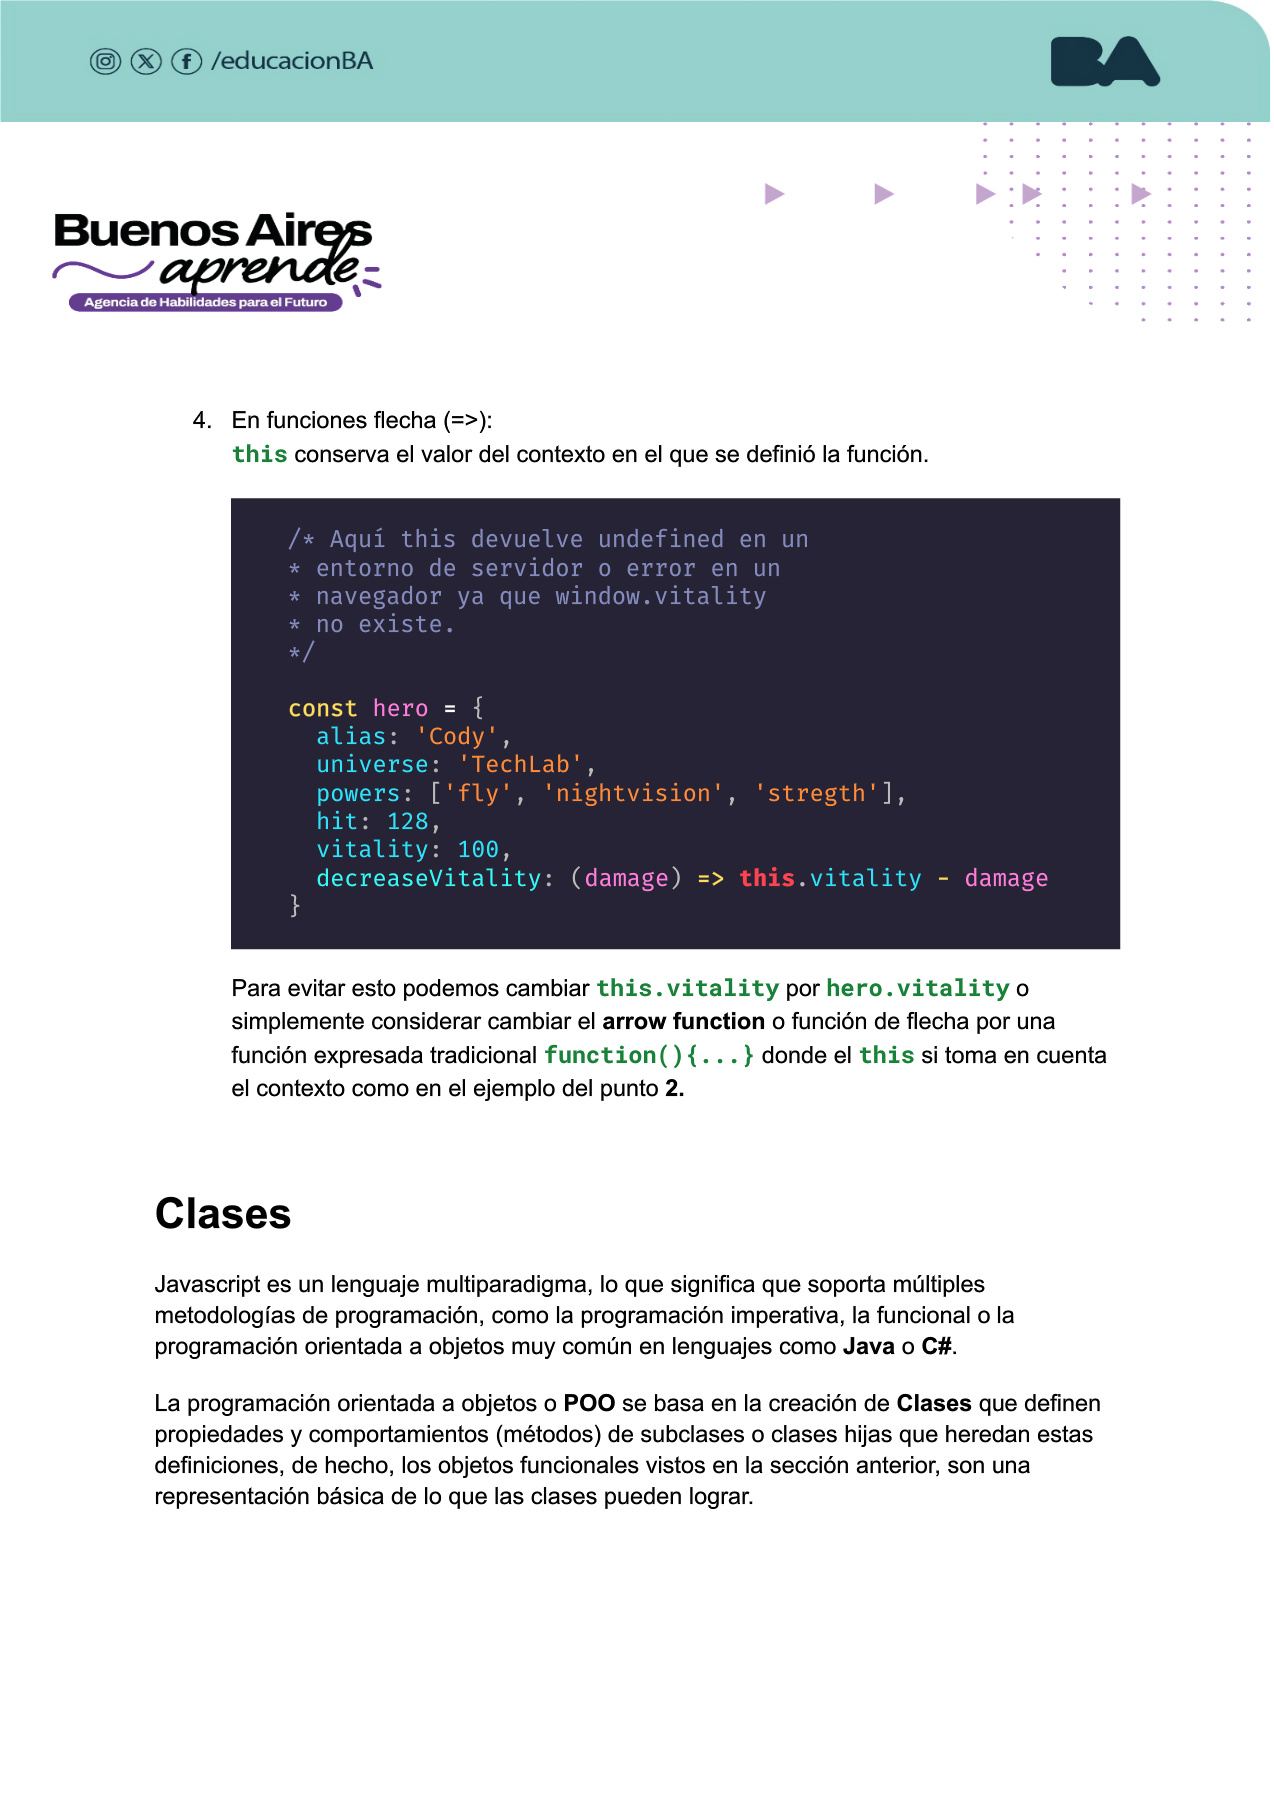 /educacionBA
BA
Buenos Aires
aprende
Agencia de Habilidades para el Futuro
4. En funciones flecha (=>):
this conserva el valor del contexto en el que se definió la función.
/* Aquí this devuelve undefined en un
* entorno de servidor o error en un
* navegador ya que window.vitality
* no existe.
*/
const hero = {
  alias: 'Cody',
  universe: 'TechLab',
  powers: ['fly', 'nightvision', 'stregth'],
  hit: 128,
  vitality: 100,
  decreaseVitality: (damage) => this.vitality - damage
}
Para evitar esto podemos cambiar this.vitality por hero.vitality o
simplemente considerar cambiar el arrow function o función de flecha por una
función expresada tradicional function(){...} donde el this si toma en cuenta
el contexto como en el ejemplo del punto 2.
Clases
Javascript es un lenguaje multiparadigma, lo que significa que soporta múltiples
metodologías de programación, como la programación imperativa, la funcional o la
programación orientada a objetos muy común en lenguajes como Java o C#.
La programación orientada a objetos o POO se basa en la creación de Clases que definen
propiedades y comportamientos (métodos) de subclases o clases hijas que heredan estas
definiciones, de hecho, los objetos funcionales vistos en la sección anterior, son una
representación básica de lo que las clases pueden lograr.